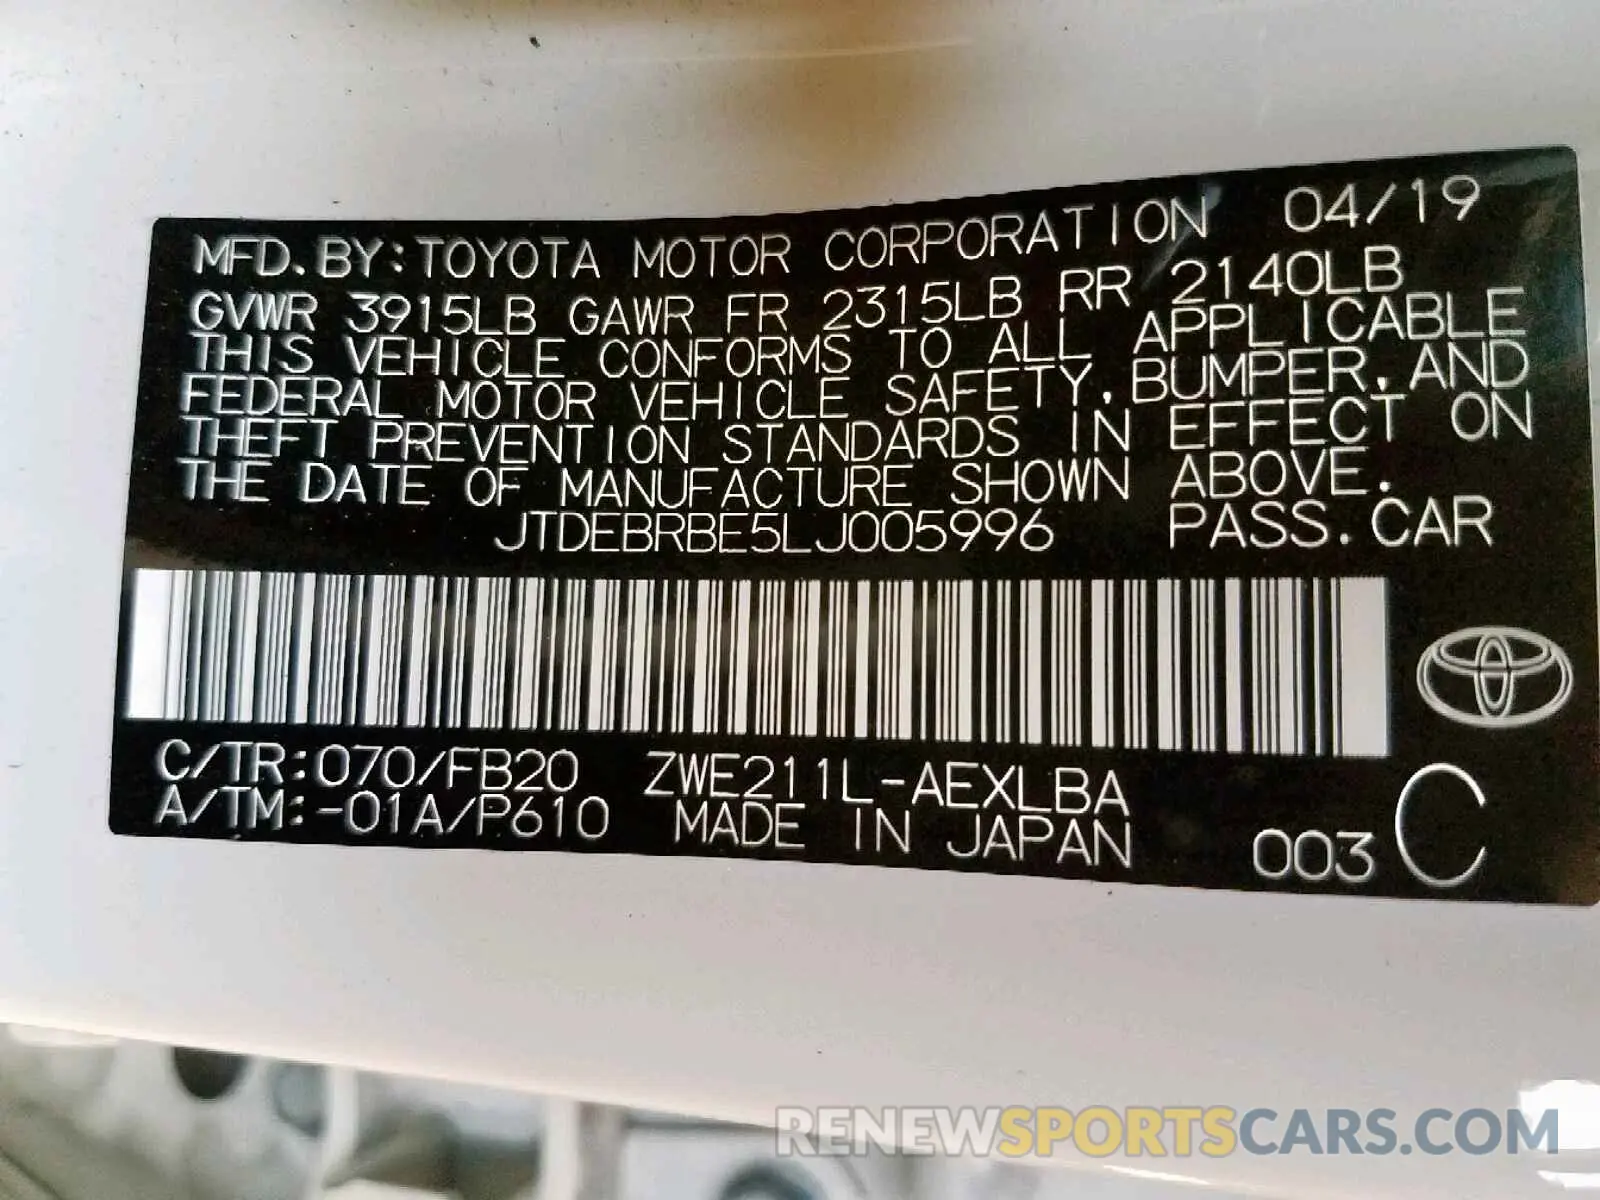 MFD. BY: TOYOTA MOTOR CORPORATION 04/19
GVWR 3915LB GAWR FR 2315LB RR 2140LB
THIS VEHICLE CONFORMS TO ALL APPLICABLE
FEDERAL MOTOR VEHICLE SAFETY, BUMPER, AND
THEFT PREVENTION STANDARDS IN EFFECT ON
THE DATE OF MANUFACTURE SHOWN ABOVE.
JTDEBRBE5LJ005996 PASS. CAR
C/TR:070/FB20 ZWE211L-AEXLBA
A/TM:-01A/P610 MADE IN JAPAN 003 C
RENEWSPORTSCARS.COM